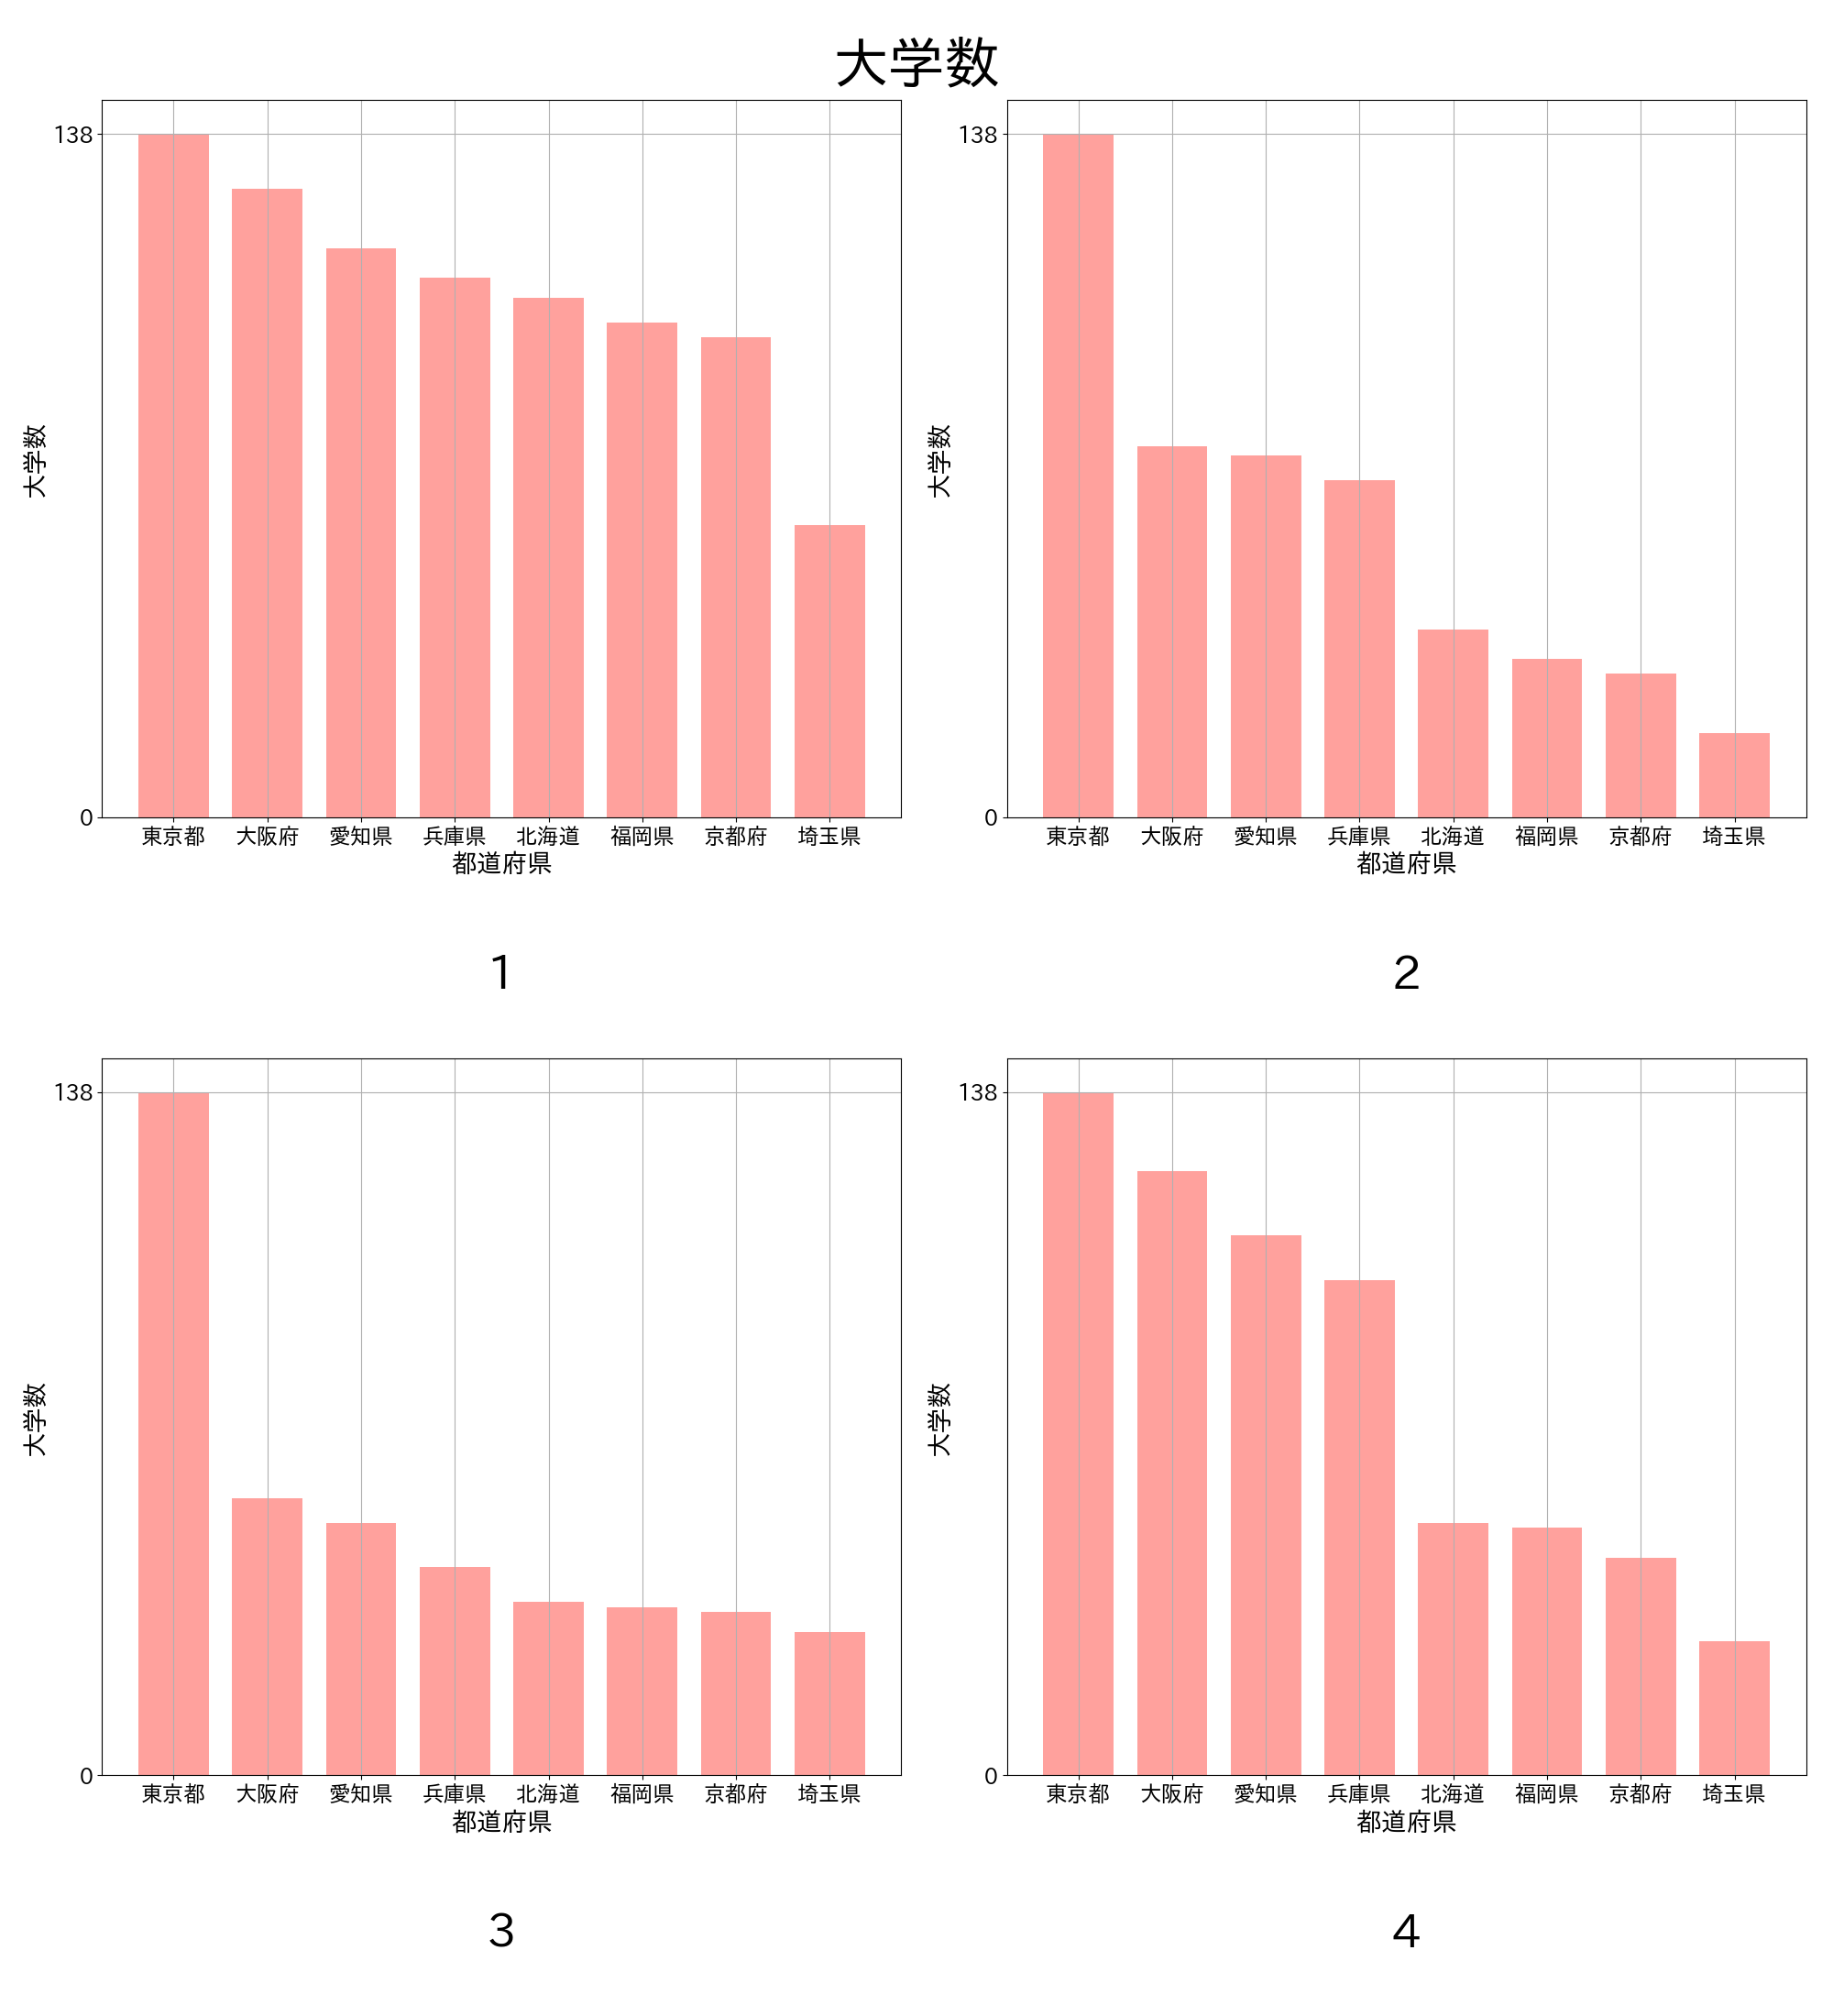 大学数
138
0
大学数
東京都 大阪府 愛知県 兵庫県 北海道 福岡県 京都府 埼玉県
都道府県
1
138
0
大学数
東京都 大阪府 愛知県 兵庫県 北海道 福岡県 京都府 埼玉県
都道府県
2
138
0
大学数
東京都 大阪府 愛知県 兵庫県 北海道 福岡県 京都府 埼玉県
都道府県
3
138
0
大学数
東京都 大阪府 愛知県 兵庫県 北海道 福岡県 京都府 埼玉県
都道府県
4